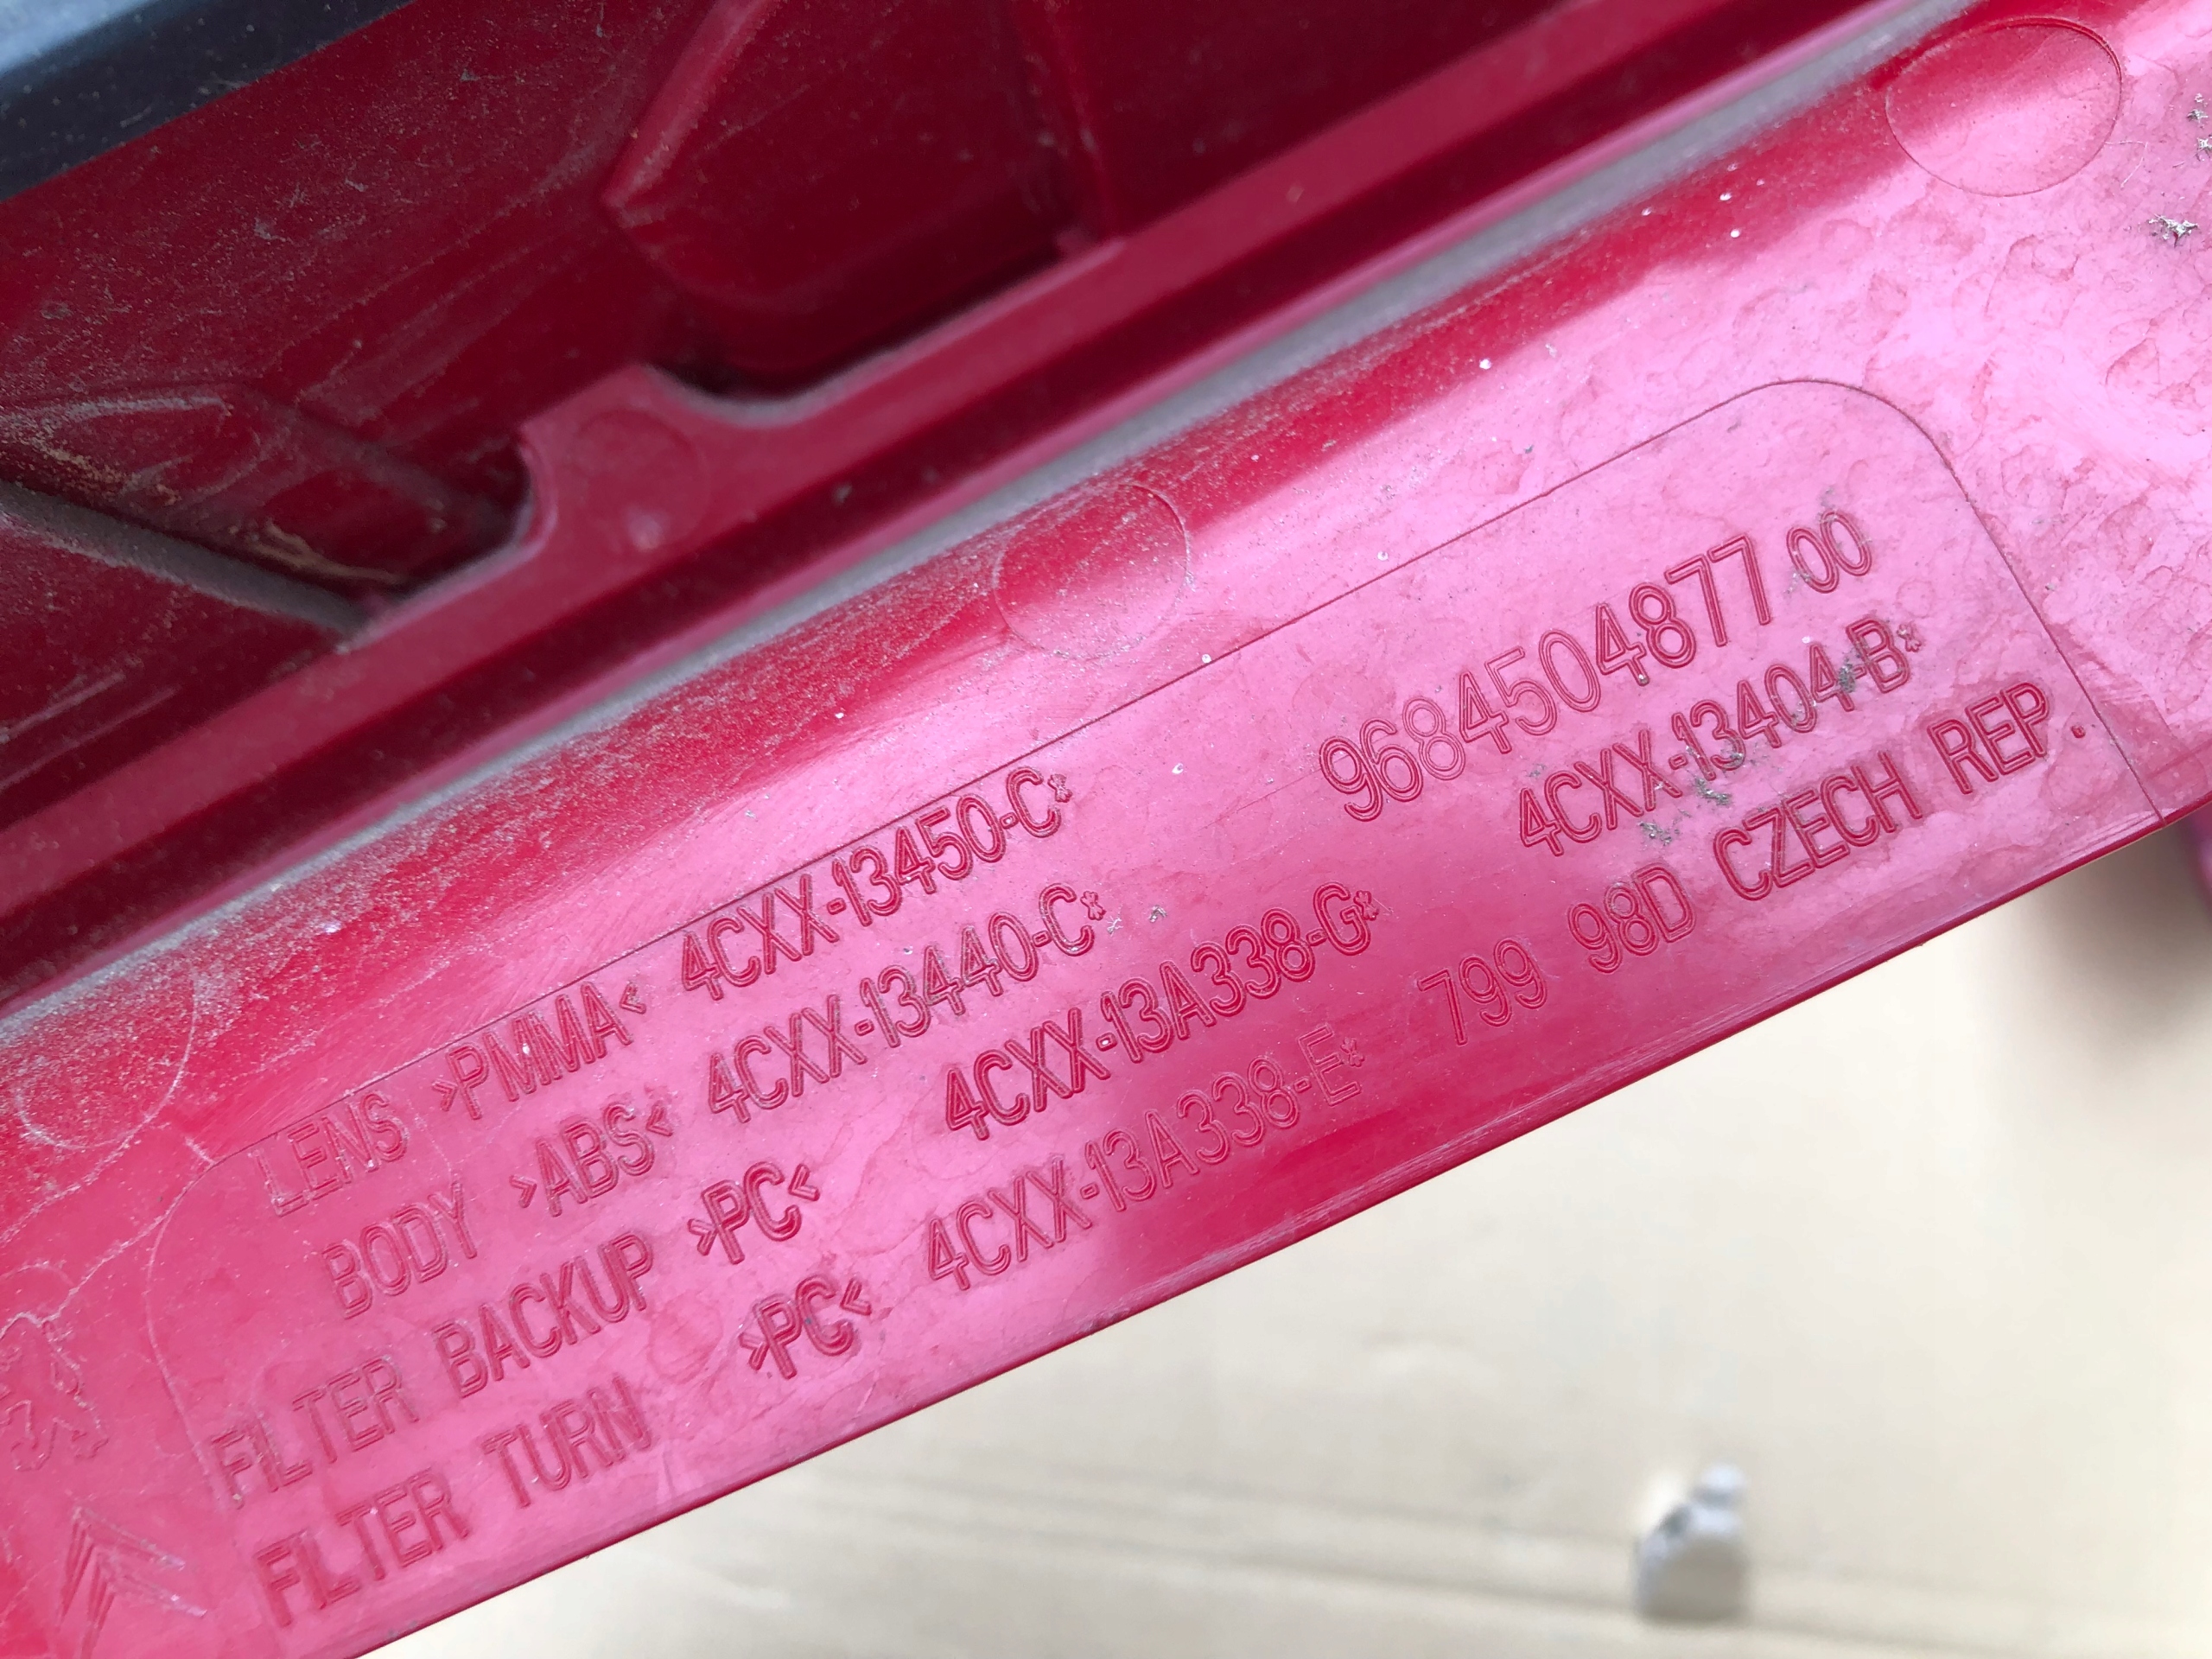 LENS >PMMA< 4CXX-13450-C*
BODY >ABS< 4CXX-13440-C*
FILTER BACKUP >PC< 4CXX-13A338-G*
FILTER TURN >PC< 4CXX-13A338-E*
9684504877 00
4CXX-13404-B*
799 98D CZECH REP.